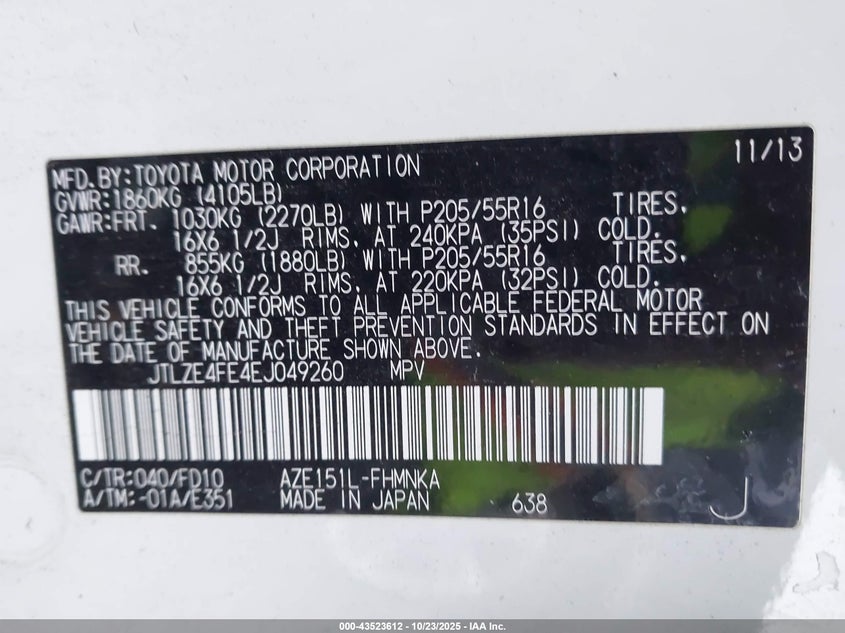 11/13
MFD.BY:TOYOTA MOTOR CORPORATION
GVWR:1860KG (4105LB)
GAWR:FRT. 1030KG (2270LB) WITH P205/55R16 TIRES.
16X6 1/2J RIMS. AT 240KPA (35PSI) COLD.
RR. 855KG (1880LB) WITH P205/55R16 TIRES.
16X6 1/2J RIMS. AT 220KPA (32PSI) COLD.
THIS VEHICLE CONFORMS TO ALL APPLICABLE FEDERAL MOTOR
VEHICLE SAFETY AND THEFT PREVENTION STANDARDS IN EFFECT ON
THE DATE OF MANUFACTURE SHOWN ABOVE.
JTLZE4FE4EJ049260 MPV
C/TR:040/FD10 AZE151L-FHMNKA
A/TM:-01A/E351 MADE IN JAPAN 638 J
000-43523612 - 10/23/2025 - IAA Inc.